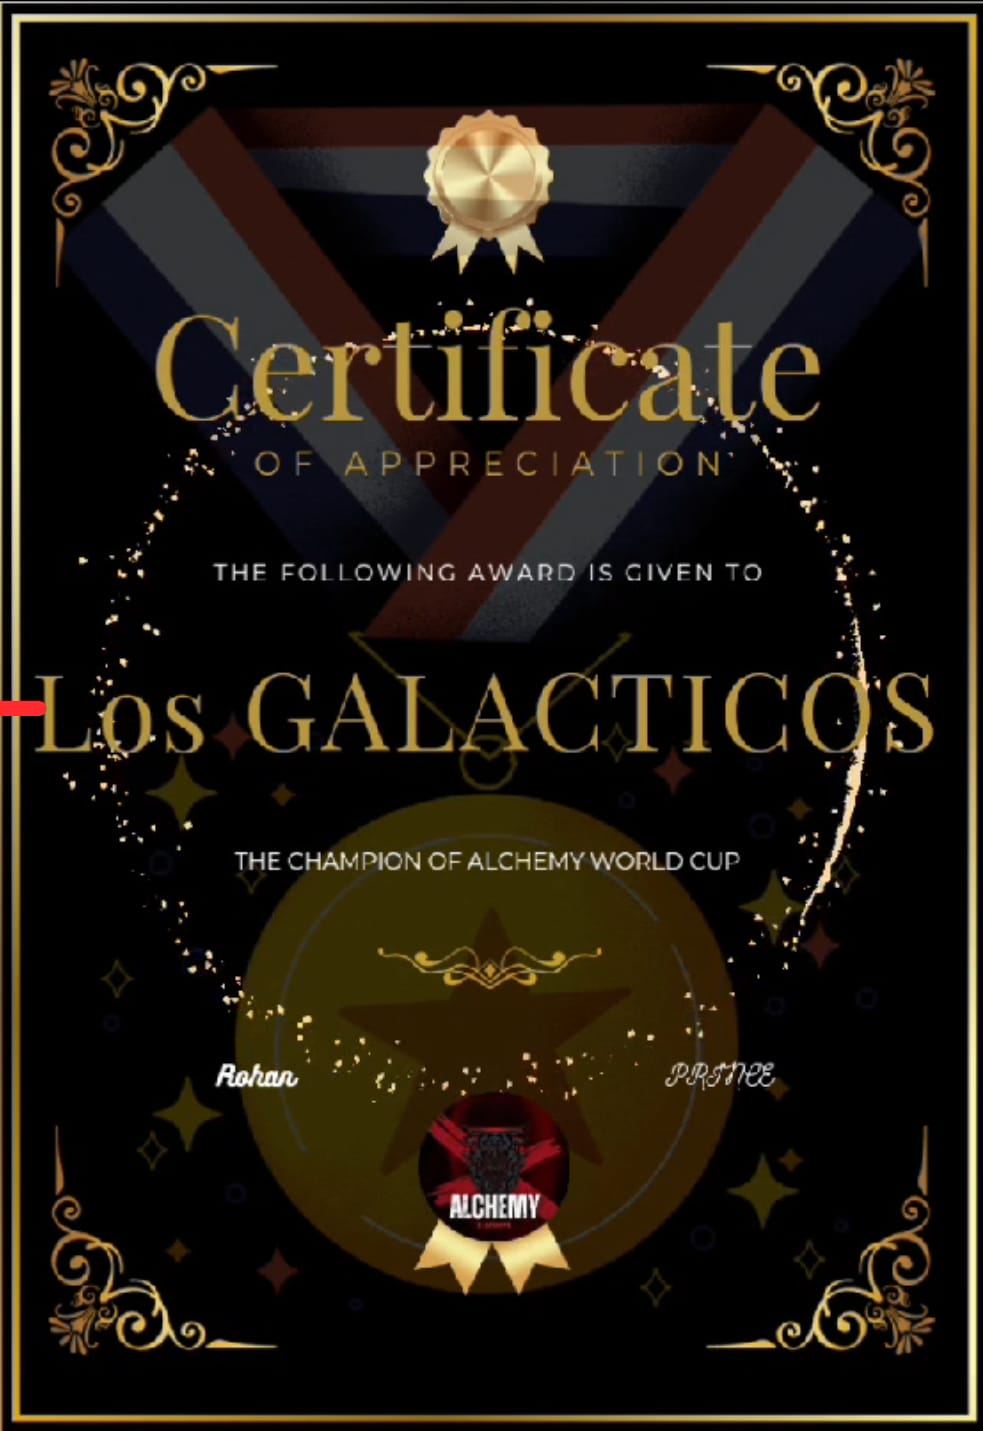 Certificate
OF APPRECIATION
THE FOLLOWING AWARD IS GIVEN TO
Los GALACTICOS
THE CHAMPION OF ALCHEMY WORLD CUP
Rohan PRINCE
ALCHEMY